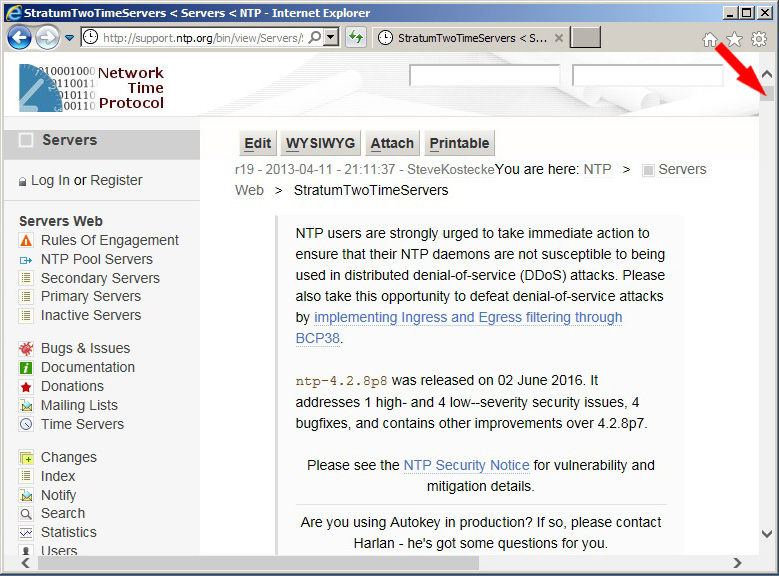 StratumTwoTimeServers < Servers < NTP - Internet Explorer
http://support.ntp.org/bin/view/Servers/
StratumTwoTimeServers < S...
Network
Time
Protocol
Servers
Log In or Register
Servers Web
Rules Of Engagement
NTP Pool Servers
Secondary Servers
Primary Servers
Inactive Servers
Bugs & Issues
Documentation
Donations
Mailing Lists
Time Servers
Changes
Index
Notify
Search
Statistics
Users
Edit WYSIWYG Attach Printable
r19 - 2013-04-11 - 21:11:37 - SteveKosteckeYou are here: NTP > Servers
Web > StratumTwoTimeServers
NTP users are strongly urged to take immediate action to
ensure that their NTP daemons are not susceptible to being
used in distributed denial-of-service (DDoS) attacks. Please
also take this opportunity to defeat denial-of-service attacks
by implementing Ingress and Egress filtering through
BCP38.
ntp-4.2.8p8 was released on 02 June 2016. It
addresses 1 high- and 4 low--severity security issues, 4
bugfixes, and contains other improvements over 4.2.8p7.
Please see the NTP Security Notice for vulnerability and
mitigation details.
Are you using Autokey in production? If so, please contact
Harlan - he's got some questions for you.